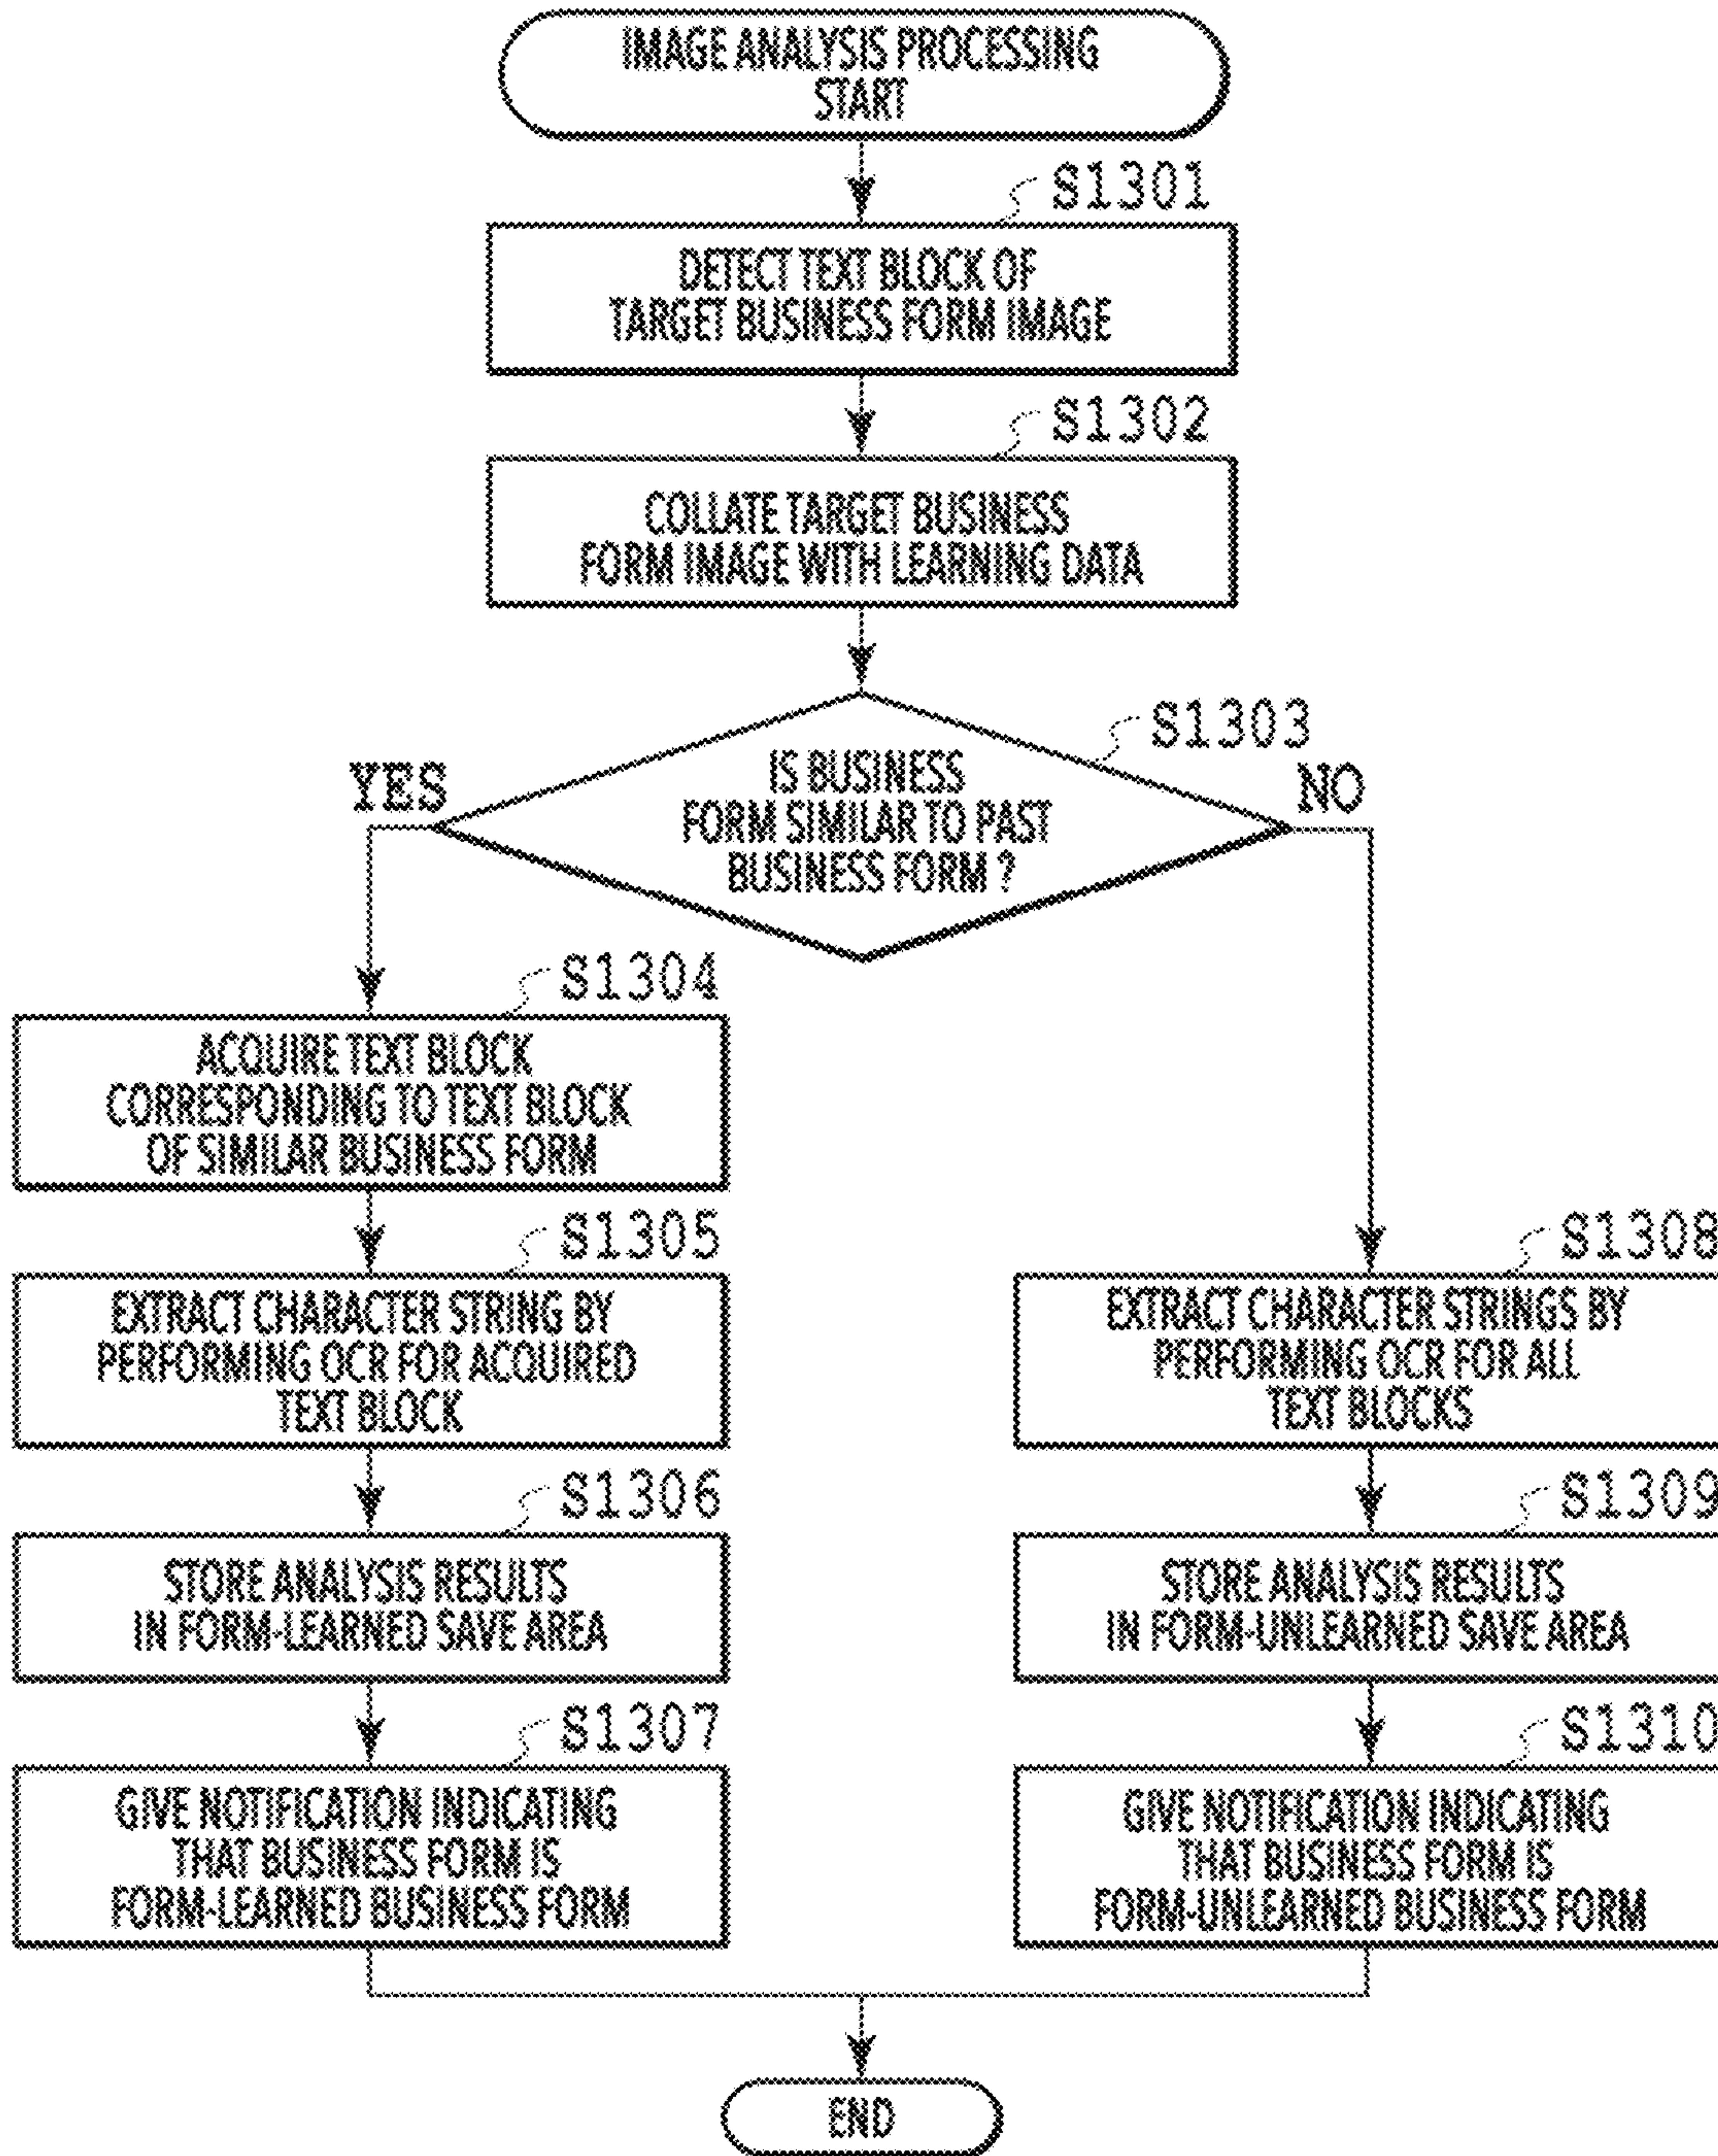 IMAGE ANALYSIS PROCESSING
START
S1301
DETECT TEXT BLOCK OF
TARGET BUSINESS FORM IMAGE
S1302
COLLATE TARGET BUSINESS
FORM IMAGE WITH LEARNING DATA
S1303
YES
IS BUSINESS
FORM SIMILAR TO PAST
BUSINESS FORM ?
NO
S1304
ACQUIRE TEXT BLOCK
CORRESPONDING TO TEXT BLOCK
OF SIMILAR BUSINESS FORM
S1305
EXTRACT CHARACTER STRING BY
PERFORMING OCR FOR ACQUIRED
TEXT BLOCK
S1306
STORE ANALYSIS RESULTS
IN FORM-LEARNED SAVE AREA
S1307
GIVE NOTIFICATION INDICATING
THAT BUSINESS FORM IS
FORM-LEARNED BUSINESS FORM
S1308
EXTRACT CHARACTER STRINGS BY
PERFORMING OCR FOR ALL
TEXT BLOCKS
S1309
STORE ANALYSIS RESULTS
IN FORM-UNLEARNED SAVE AREA
S1310
GIVE NOTIFICATION INDICATING
THAT BUSINESS FORM IS
FORM-UNLEARNED BUSINESS FORM
END